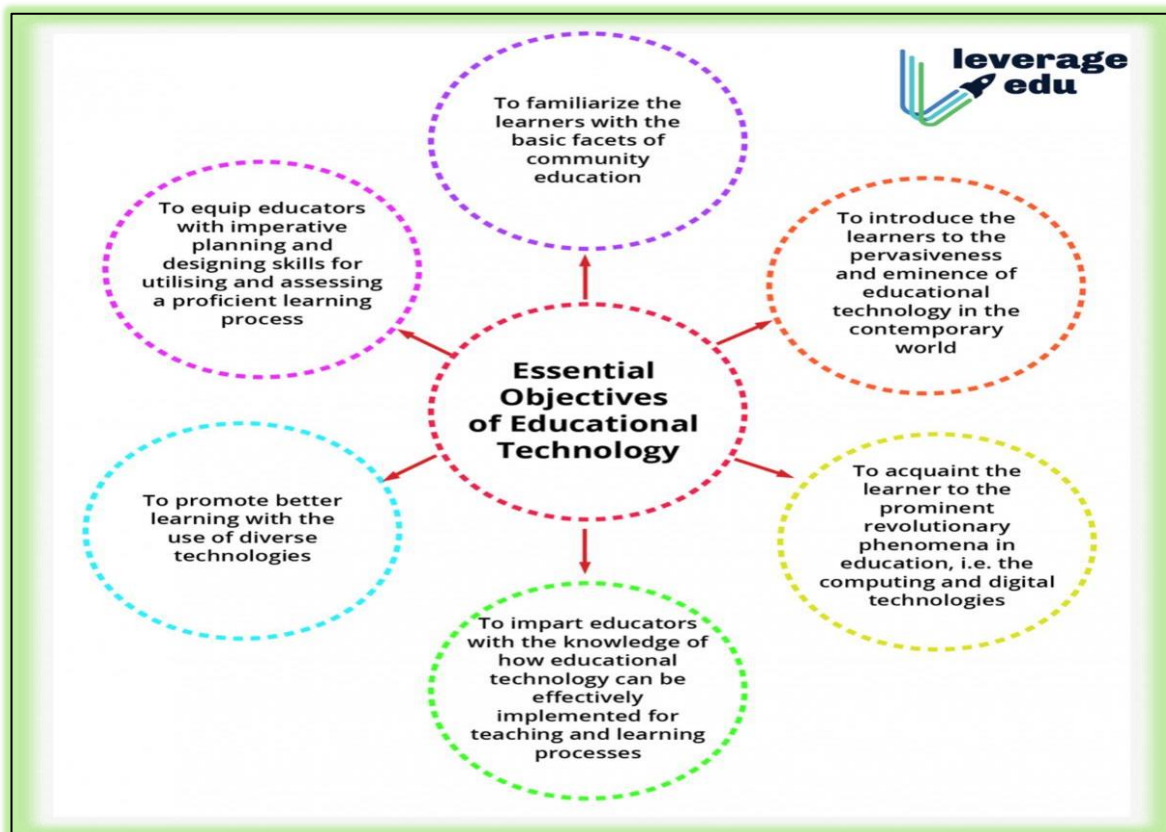 leverage
edu
To familiarize the
learners with the
basic facets of
community
education
To introduce the
learners to the
pervasiveness
and eminence of
educational
technology in the
contemporary
world
To acquaint the
learner to the
prominent
revolutionary
phenomena in
education, i.e. the
computing and digital
technologies
To impart educators
with the knowledge of
how educational
technology can be
effectively
implemented for
teaching and learning
processes
To promote better
learning with the
use of diverse
technologies
To equip educators
with imperative
planning and
designing skills for
utilising and assessing
a proficient learning
process
Essential
Objectives
of Educational
Technology